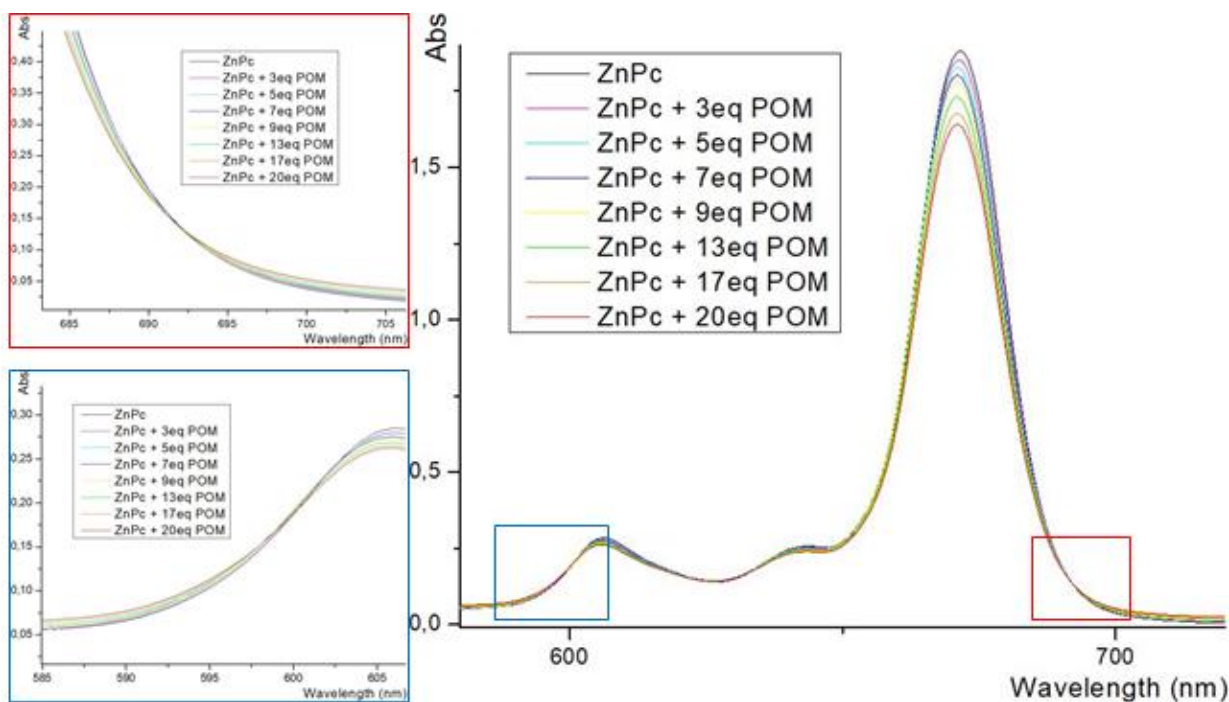 Abs
0,40
0,35
0,30
0,25
0,20
0,15
0,10
0,05
685 690 695 700 705
Wavelength (nm)
ZnPc
ZnPc + 3eq POM
ZnPc + 5eq POM
ZnPc + 7eq POM
ZnPc + 9eq POM
ZnPc + 13eq POM
ZnPc + 17eq POM
ZnPc + 20eq POM
Abs
0,30
0,25
0,20
0,15
0,10
0,05
585 590 595 600 605
Wavelength (nm)
ZnPc
ZnPc + 3eq POM
ZnPc + 5eq POM
ZnPc + 7eq POM
ZnPc + 9eq POM
ZnPc + 13eq POM
ZnPc + 17eq POM
ZnPc + 20eq POM
Abs
1,5
1,0
0,5
0,0
600 700
Wavelength (nm)
ZnPc
ZnPc + 3eq POM
ZnPc + 5eq POM
ZnPc + 7eq POM
ZnPc + 9eq POM
ZnPc + 13eq POM
ZnPc + 17eq POM
ZnPc + 20eq POM